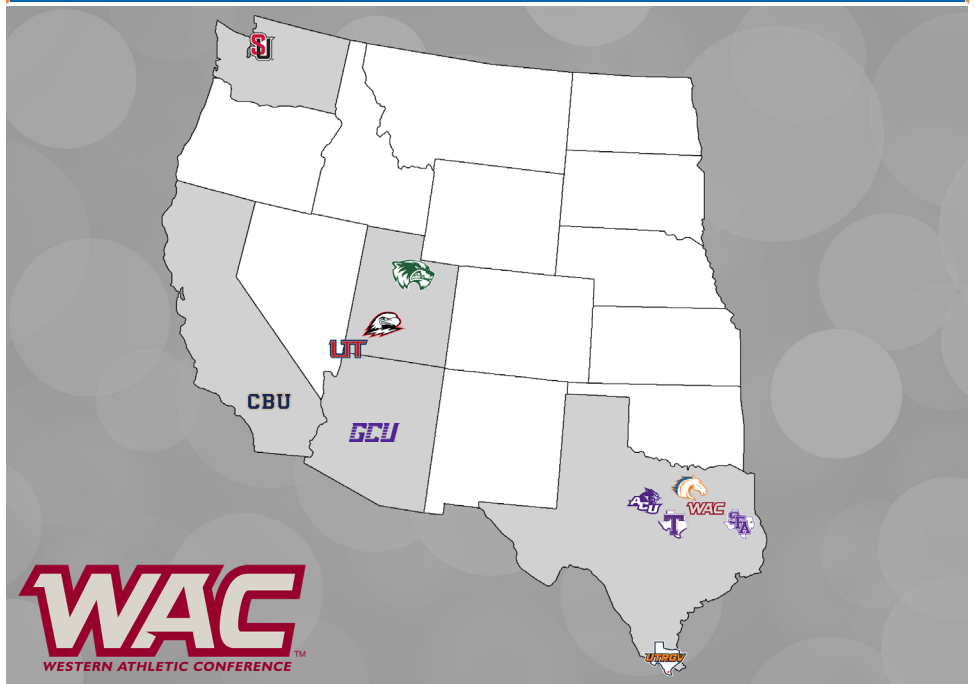 SU
UT
CBU
GCU
ACU
WAC
T
SFA
UTRGV
WAC
TM
WESTERN ATHLETIC CONFERENCE